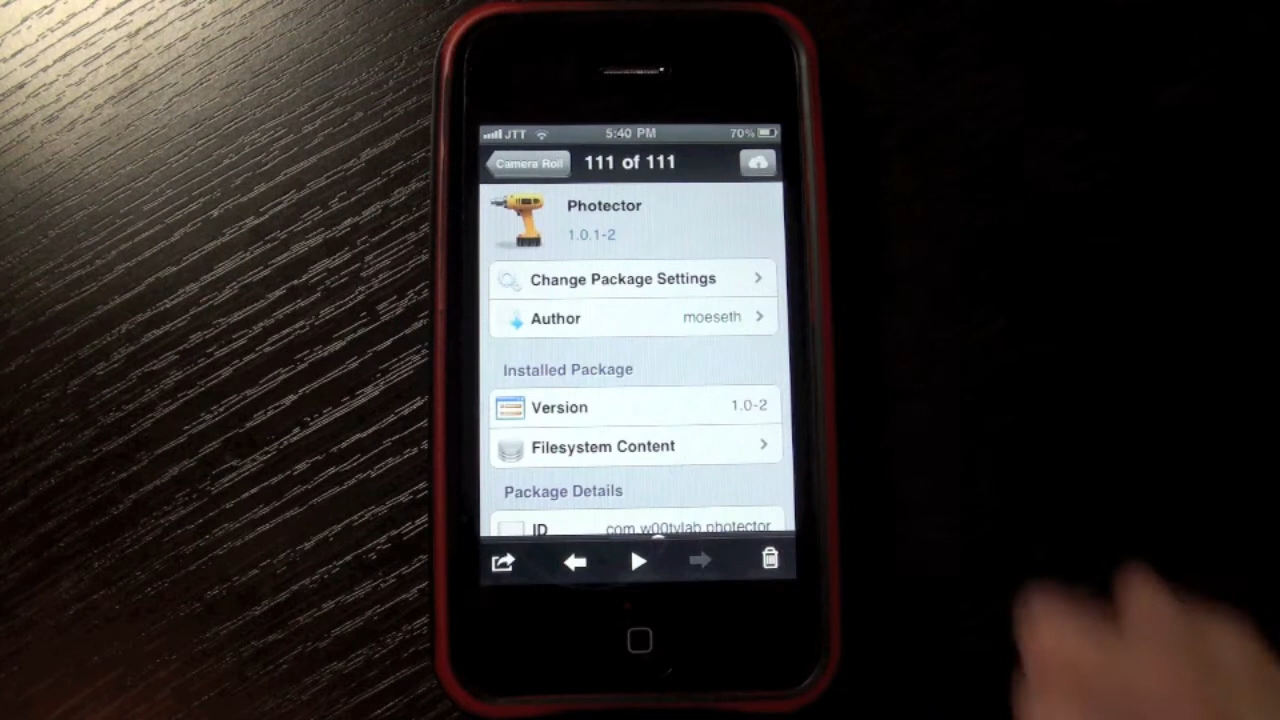 JTT 5:40 PM 70%
Camera Roll 111 of 111
Photector
1.0.1-2
Change Package Settings
Author moeseth
Installed Package
Version 1.0-2
Filesystem Content
Package Details
ID com.w00tylab.photector